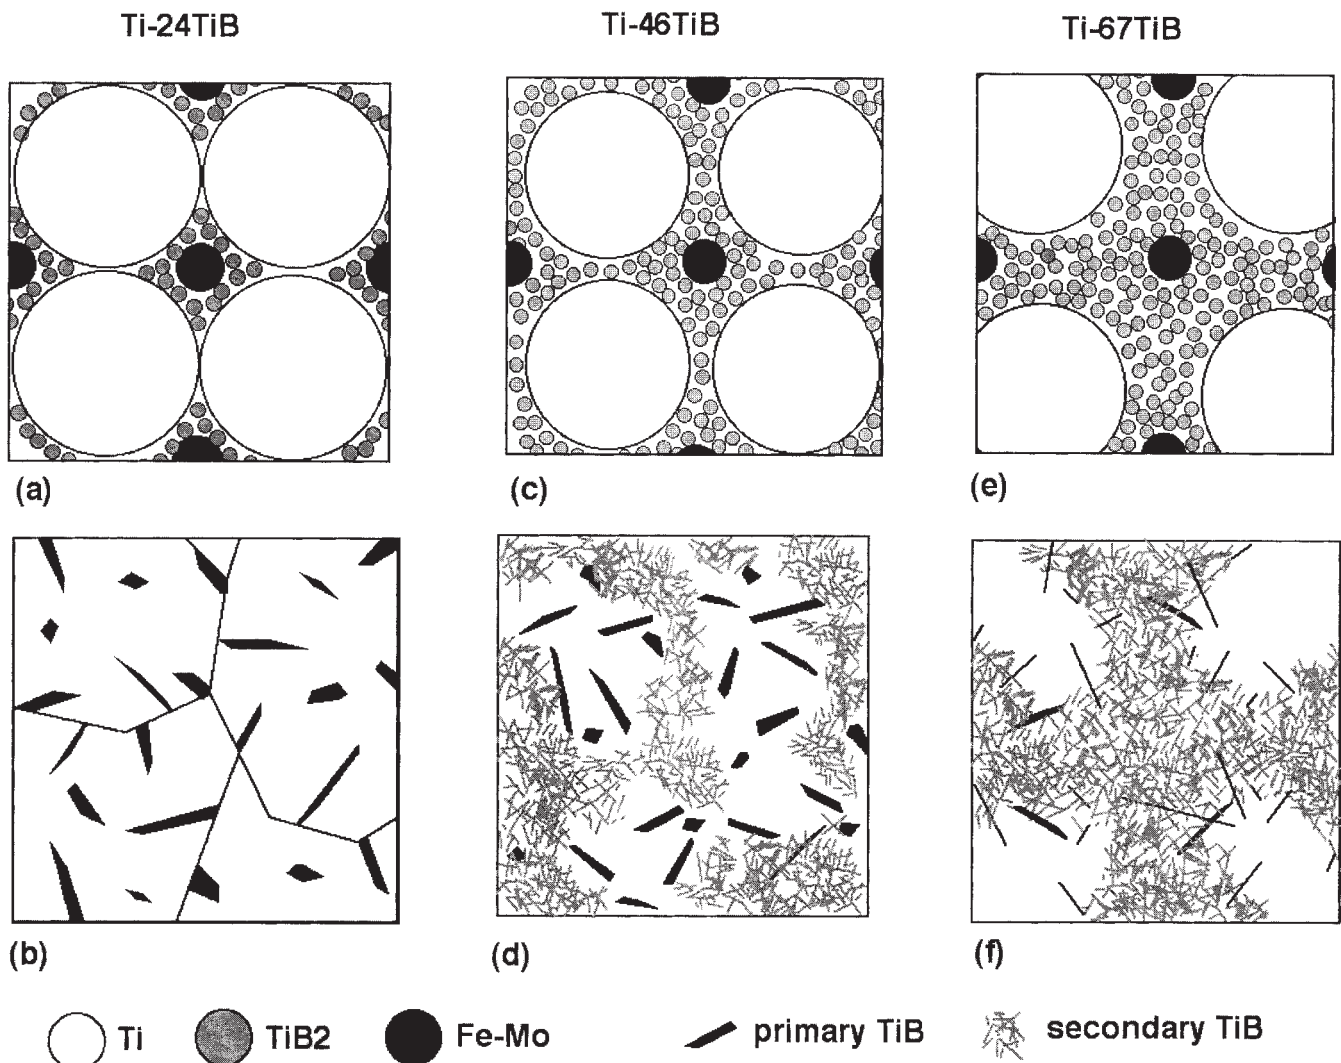 Ti-24TiB Ti-46TiB Ti-67TiB
(a) (c) (e)
(b) (d) (f)
Ti TiB2 Fe-Mo primary TiB secondary TiB